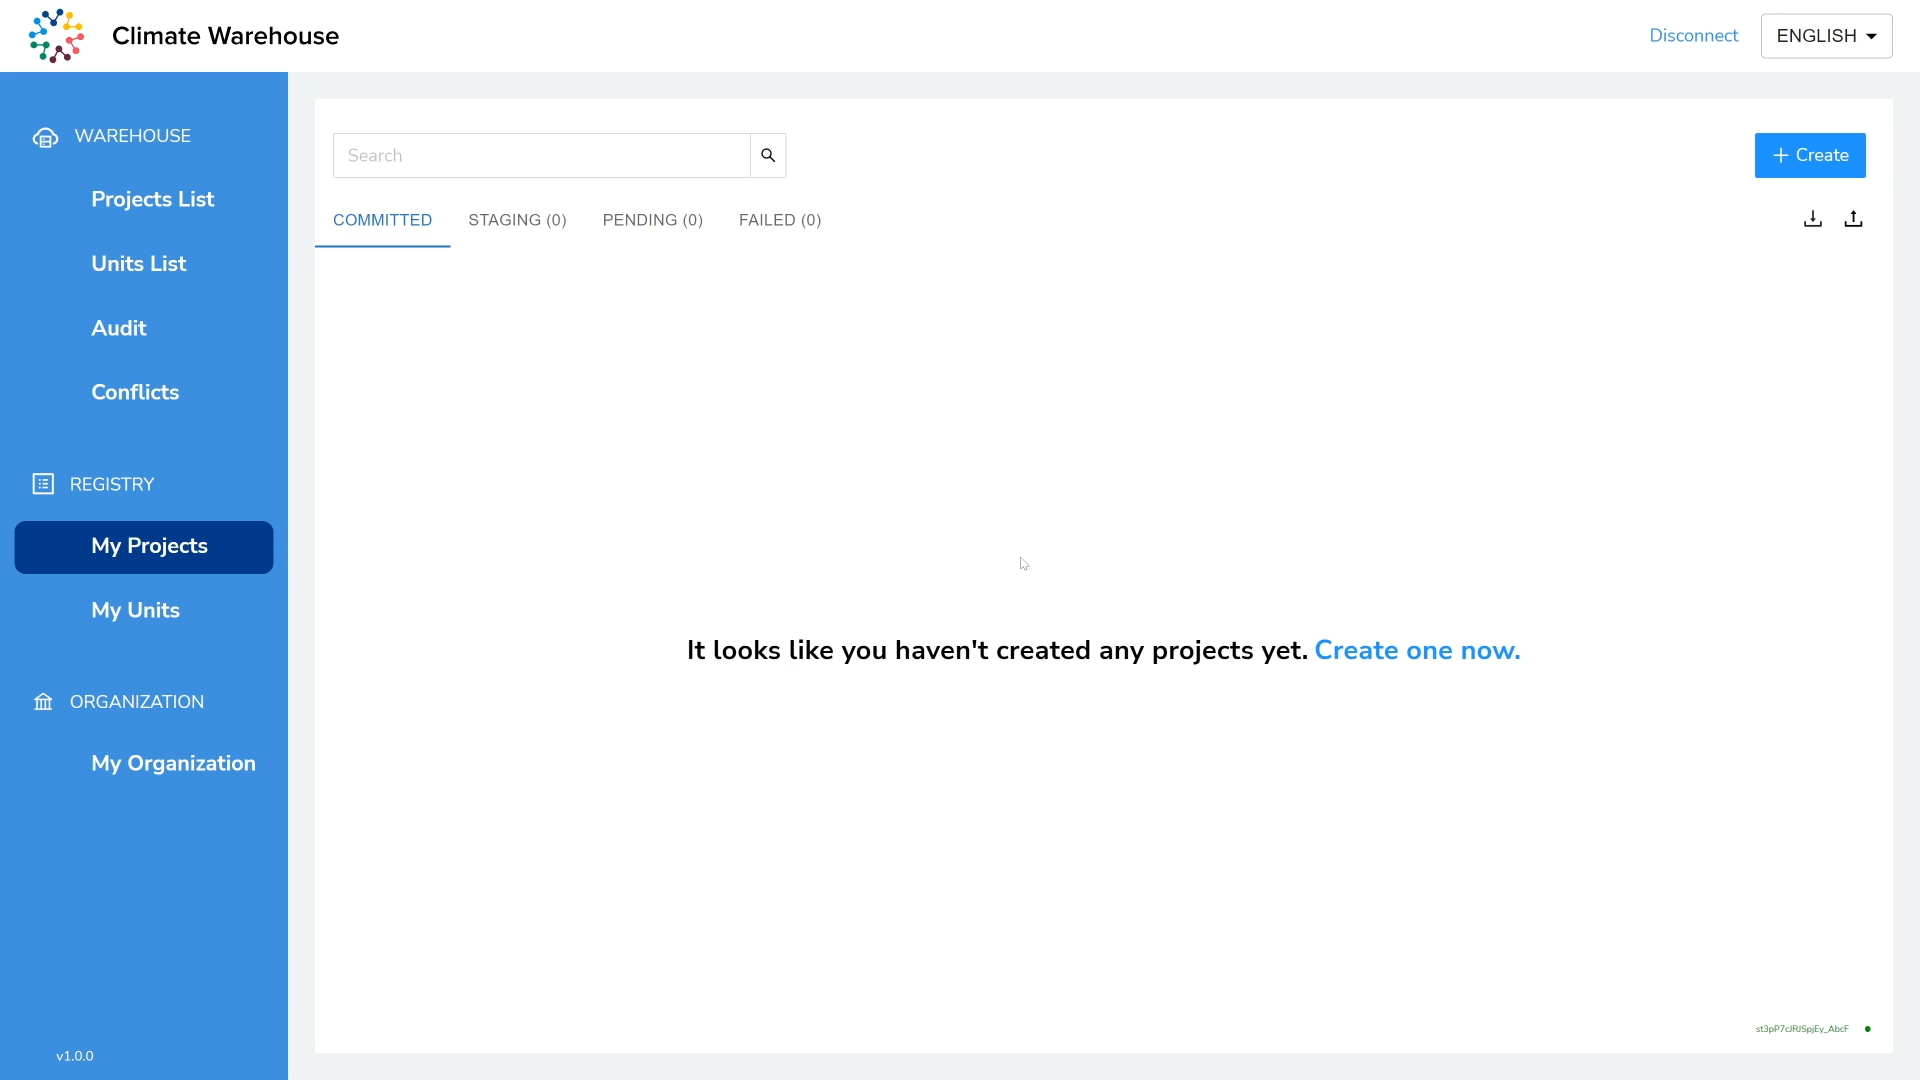 Climate Warehouse
Disconnect
ENGLISH
WAREHOUSE
Projects List
Units List
Audit
Conflicts
REGISTRY
My Projects
My Units
ORGANIZATION
My Organization
v1.0.0
Search
+ Create
COMMITTED STAGING (0) PENDING (0) FAILED (0)
It looks like you haven't created any projects yet. Create one now.